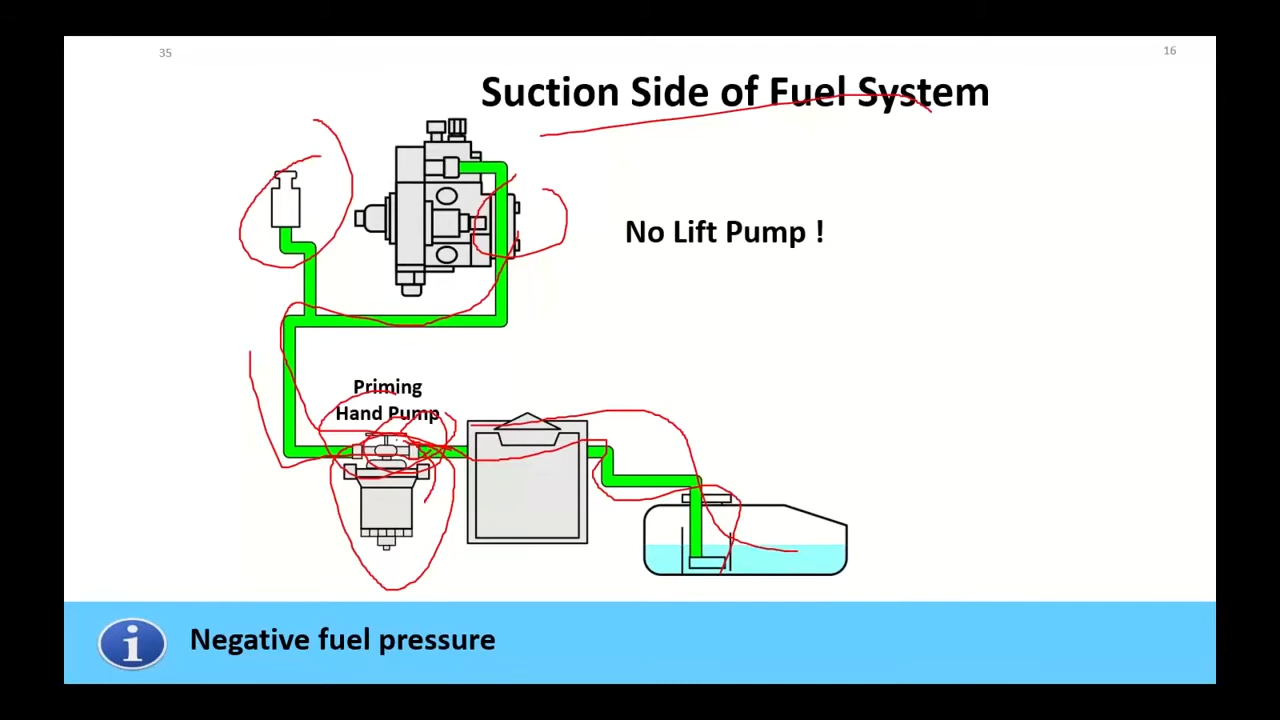 35
16
Suction Side of Fuel System
No Lift Pump !
Priming
Hand Pump
i
Negative fuel pressure